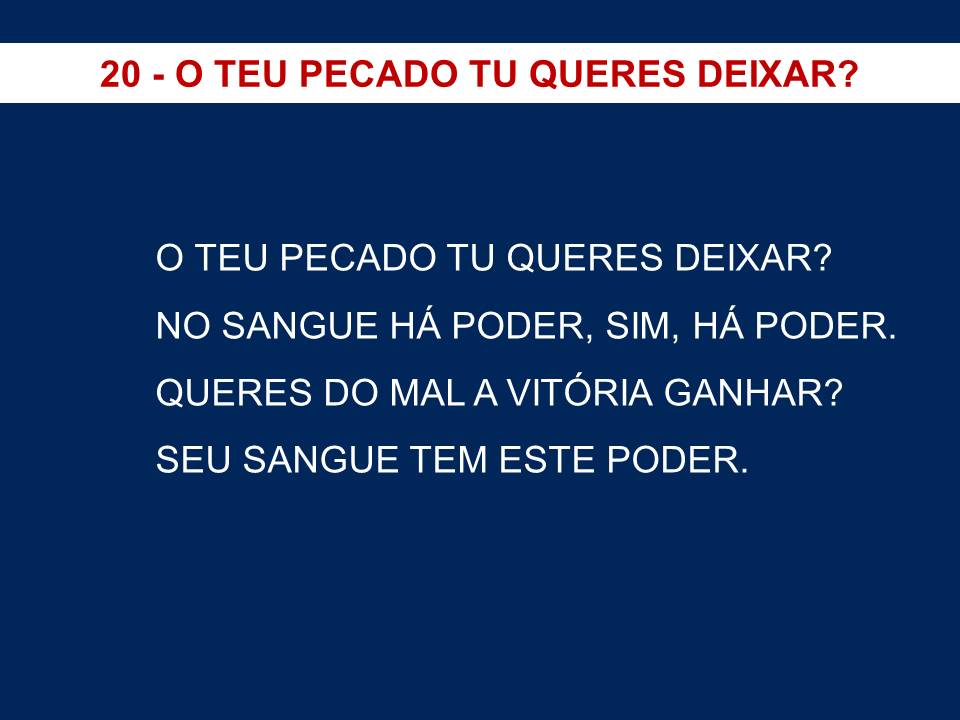 20 - O TEU PECADO TU QUERES DEIXAR?
O TEU PECADO TU QUERES DEIXAR?
NO SANGUE HÁ PODER, SIM, HÁ PODER.
QUERES DO MAL A VITÓRIA GANHAR?
SEU SANGUE TEM ESTE PODER.